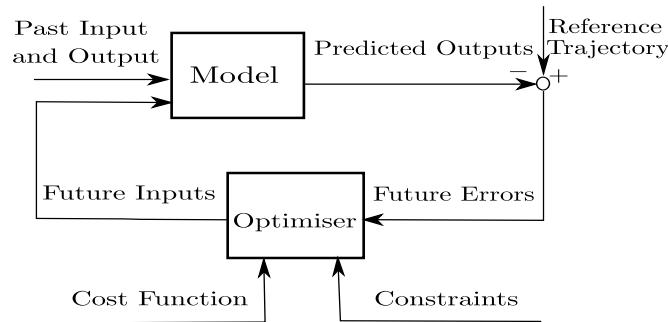 Past Input
and Output
Model
Predicted Outputs
−
+
Reference
Trajectory
Future Inputs
Optimiser
Future Errors
Cost Function
Constraints